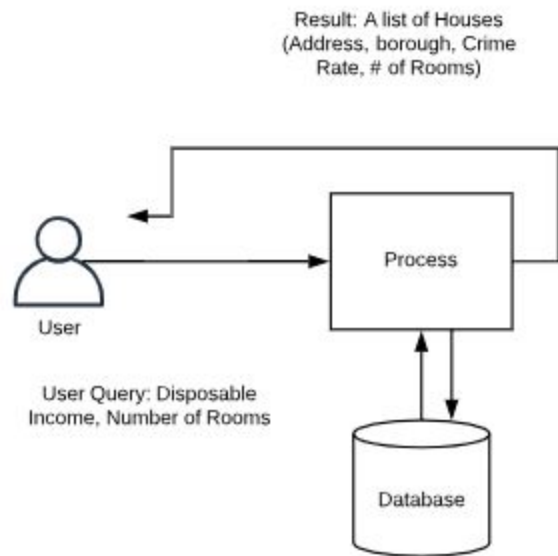 Result: A list of Houses
(Address, borough, Crime
Rate, # of Rooms)
Process
User
User Query: Disposable
Income, Number of Rooms
Database